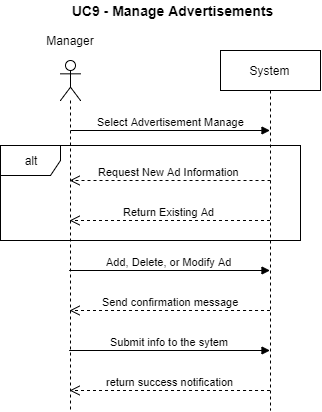 UC9 - Manage Advertisements
Manager
System
Select Advertisement Manage
alt
Request New Ad Information
Return Existing Ad
Add, Delete, or Modify Ad
Send confirmation message
Submit info to the sytem
return success notification